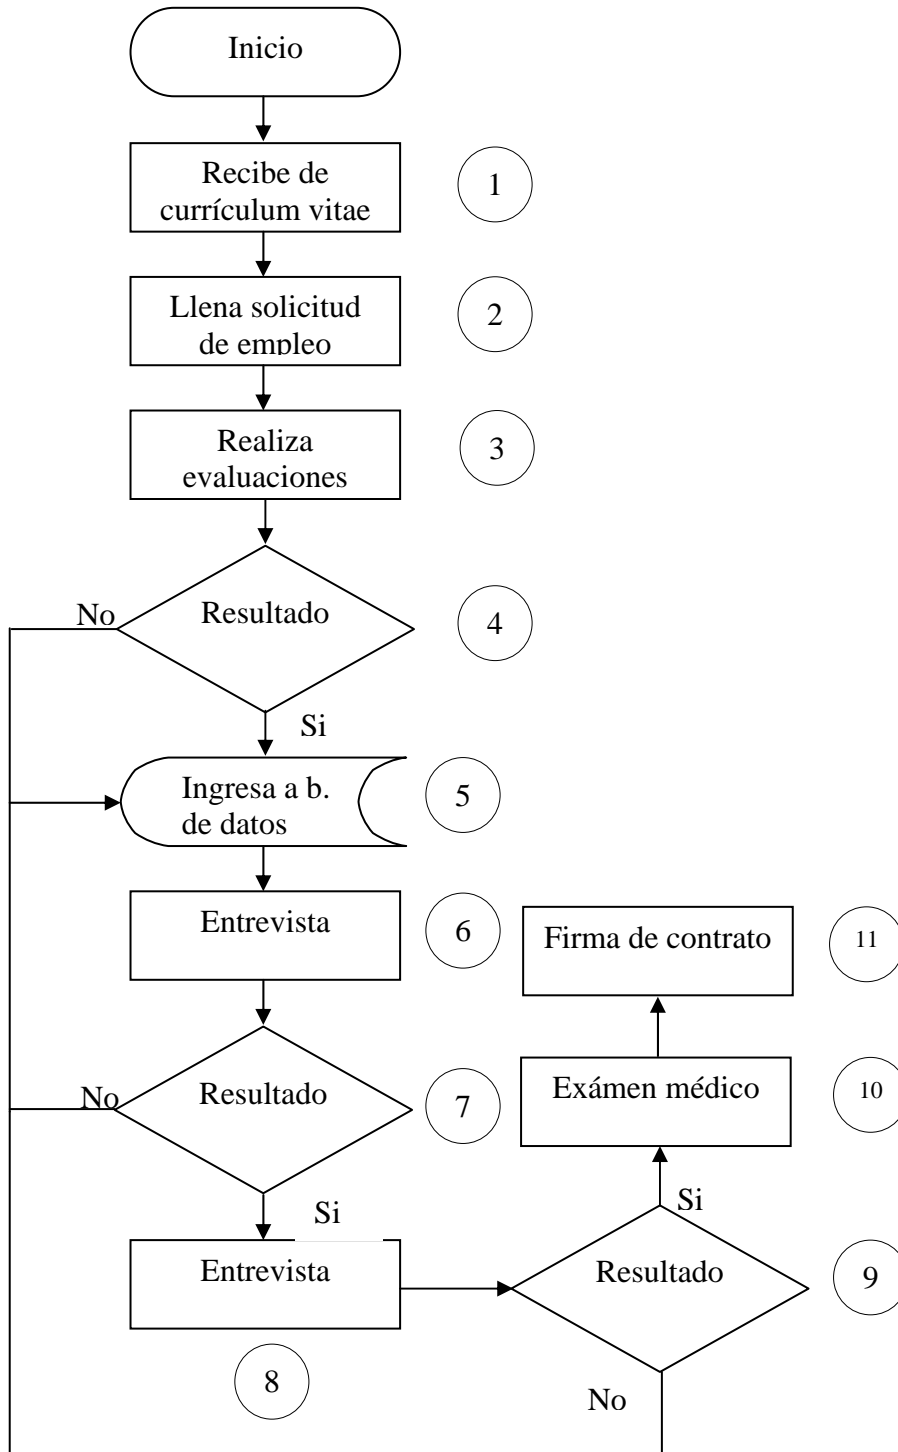 Inicio
Recibe de
currículum vitae
1
Llena solicitud
de empleo
2
Realiza
evaluaciones
3
No
Resultado
4
Si
Ingresa a b.
de datos
5
Entrevista
6
No
Resultado
7
Si
Entrevista
8
Resultado
9
No
Si
Exámen médico
10
Firma de contrato
11